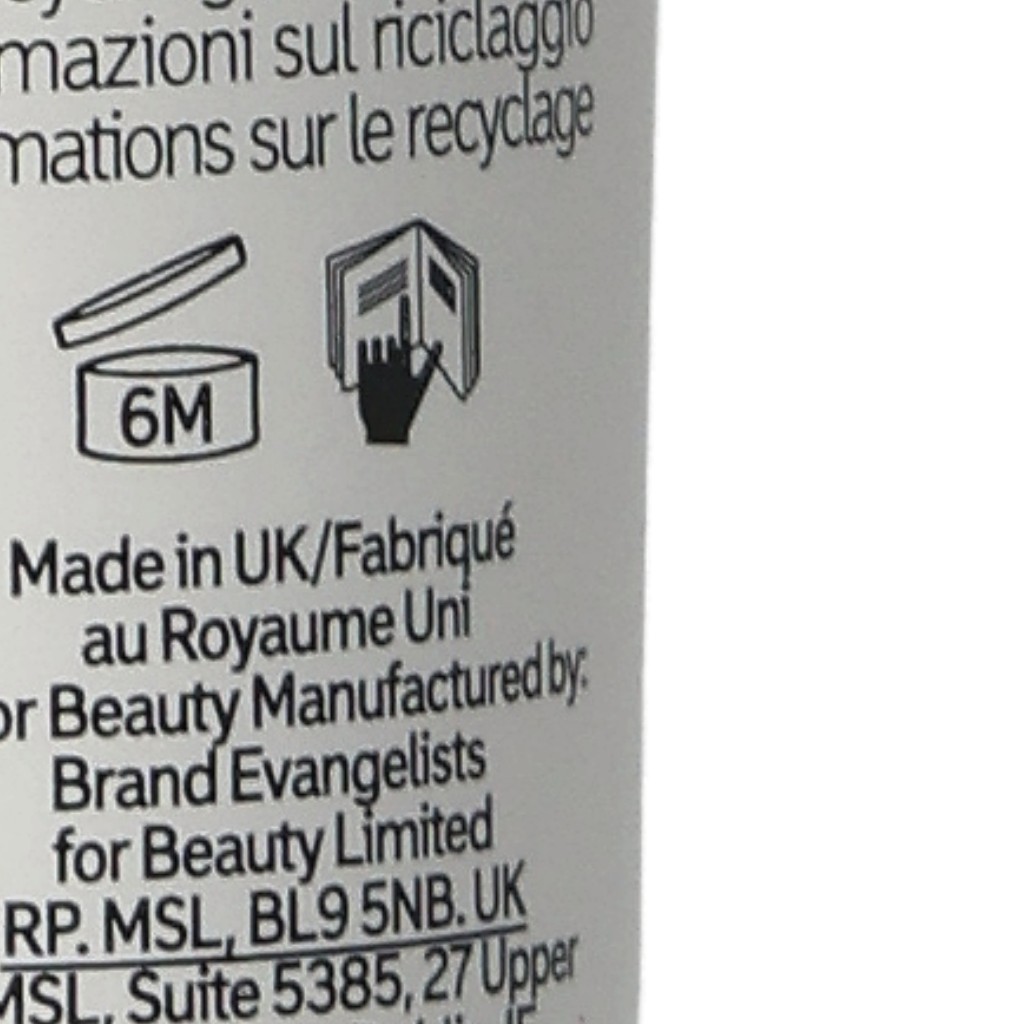 mazioni sul riciclaggio
mations sur le recyclage
6M
Made in UK/Fabriqué
au Royaume Uni
or Beauty Manufactured by:
Brand Evangelists
for Beauty Limited
RP. MSL, BL9 5NB. UK
MSL, Suite 5385, 27 Upper